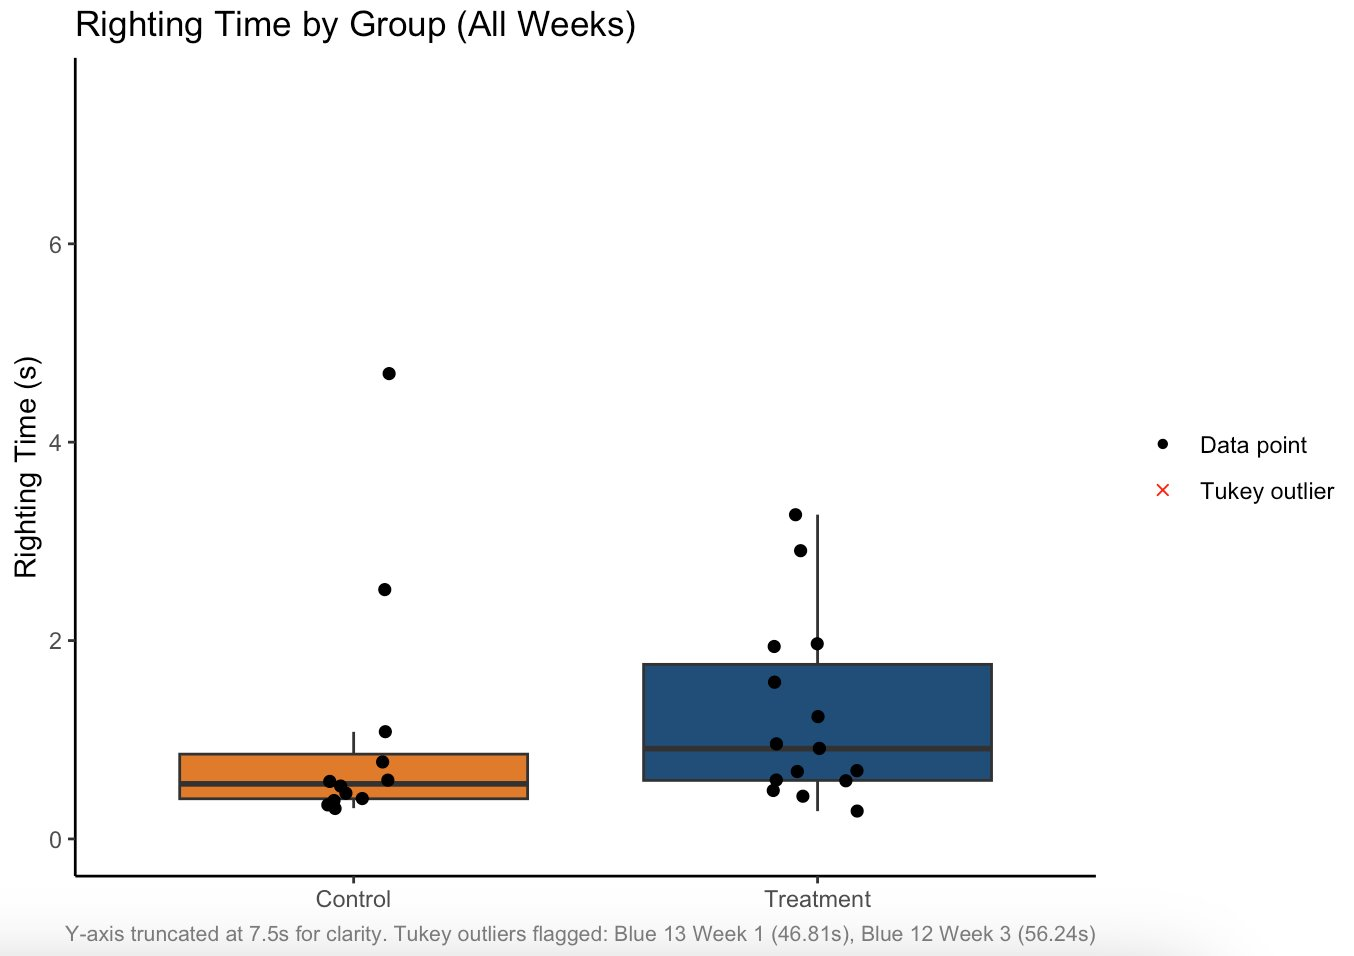 Righting Time by Group (All Weeks)
Righting Time (s)
6
4
2
0
Control
Treatment
Data point
Tukey outlier
Y-axis truncated at 7.5s for clarity. Tukey outliers flagged: Blue 13 Week 1 (46.81s), Blue 12 Week 3 (56.24s)